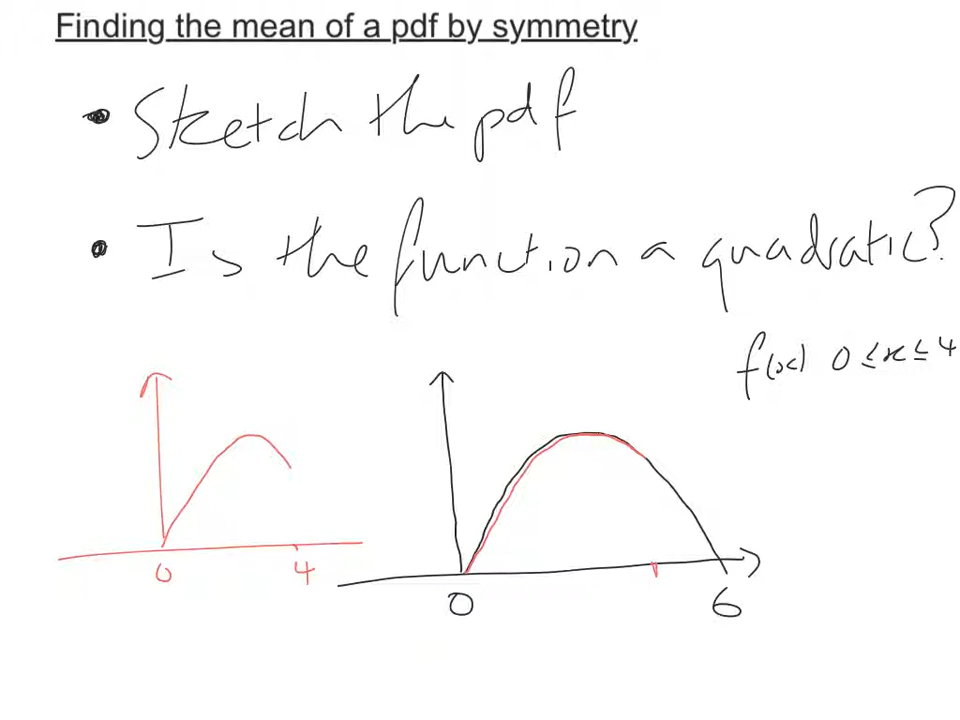 Finding the mean of a pdf by symmetry
• Sketch the pdf
• Is the function a quadratic?
f(x) 0 ≤ x ≤ 4
0 4
0 6